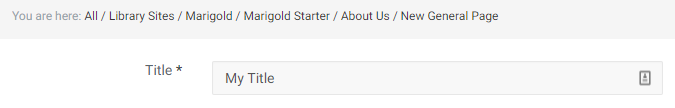 You are here: All / Library Sites / Marigold / Marigold Starter / About Us / New General Page
Title * My Title